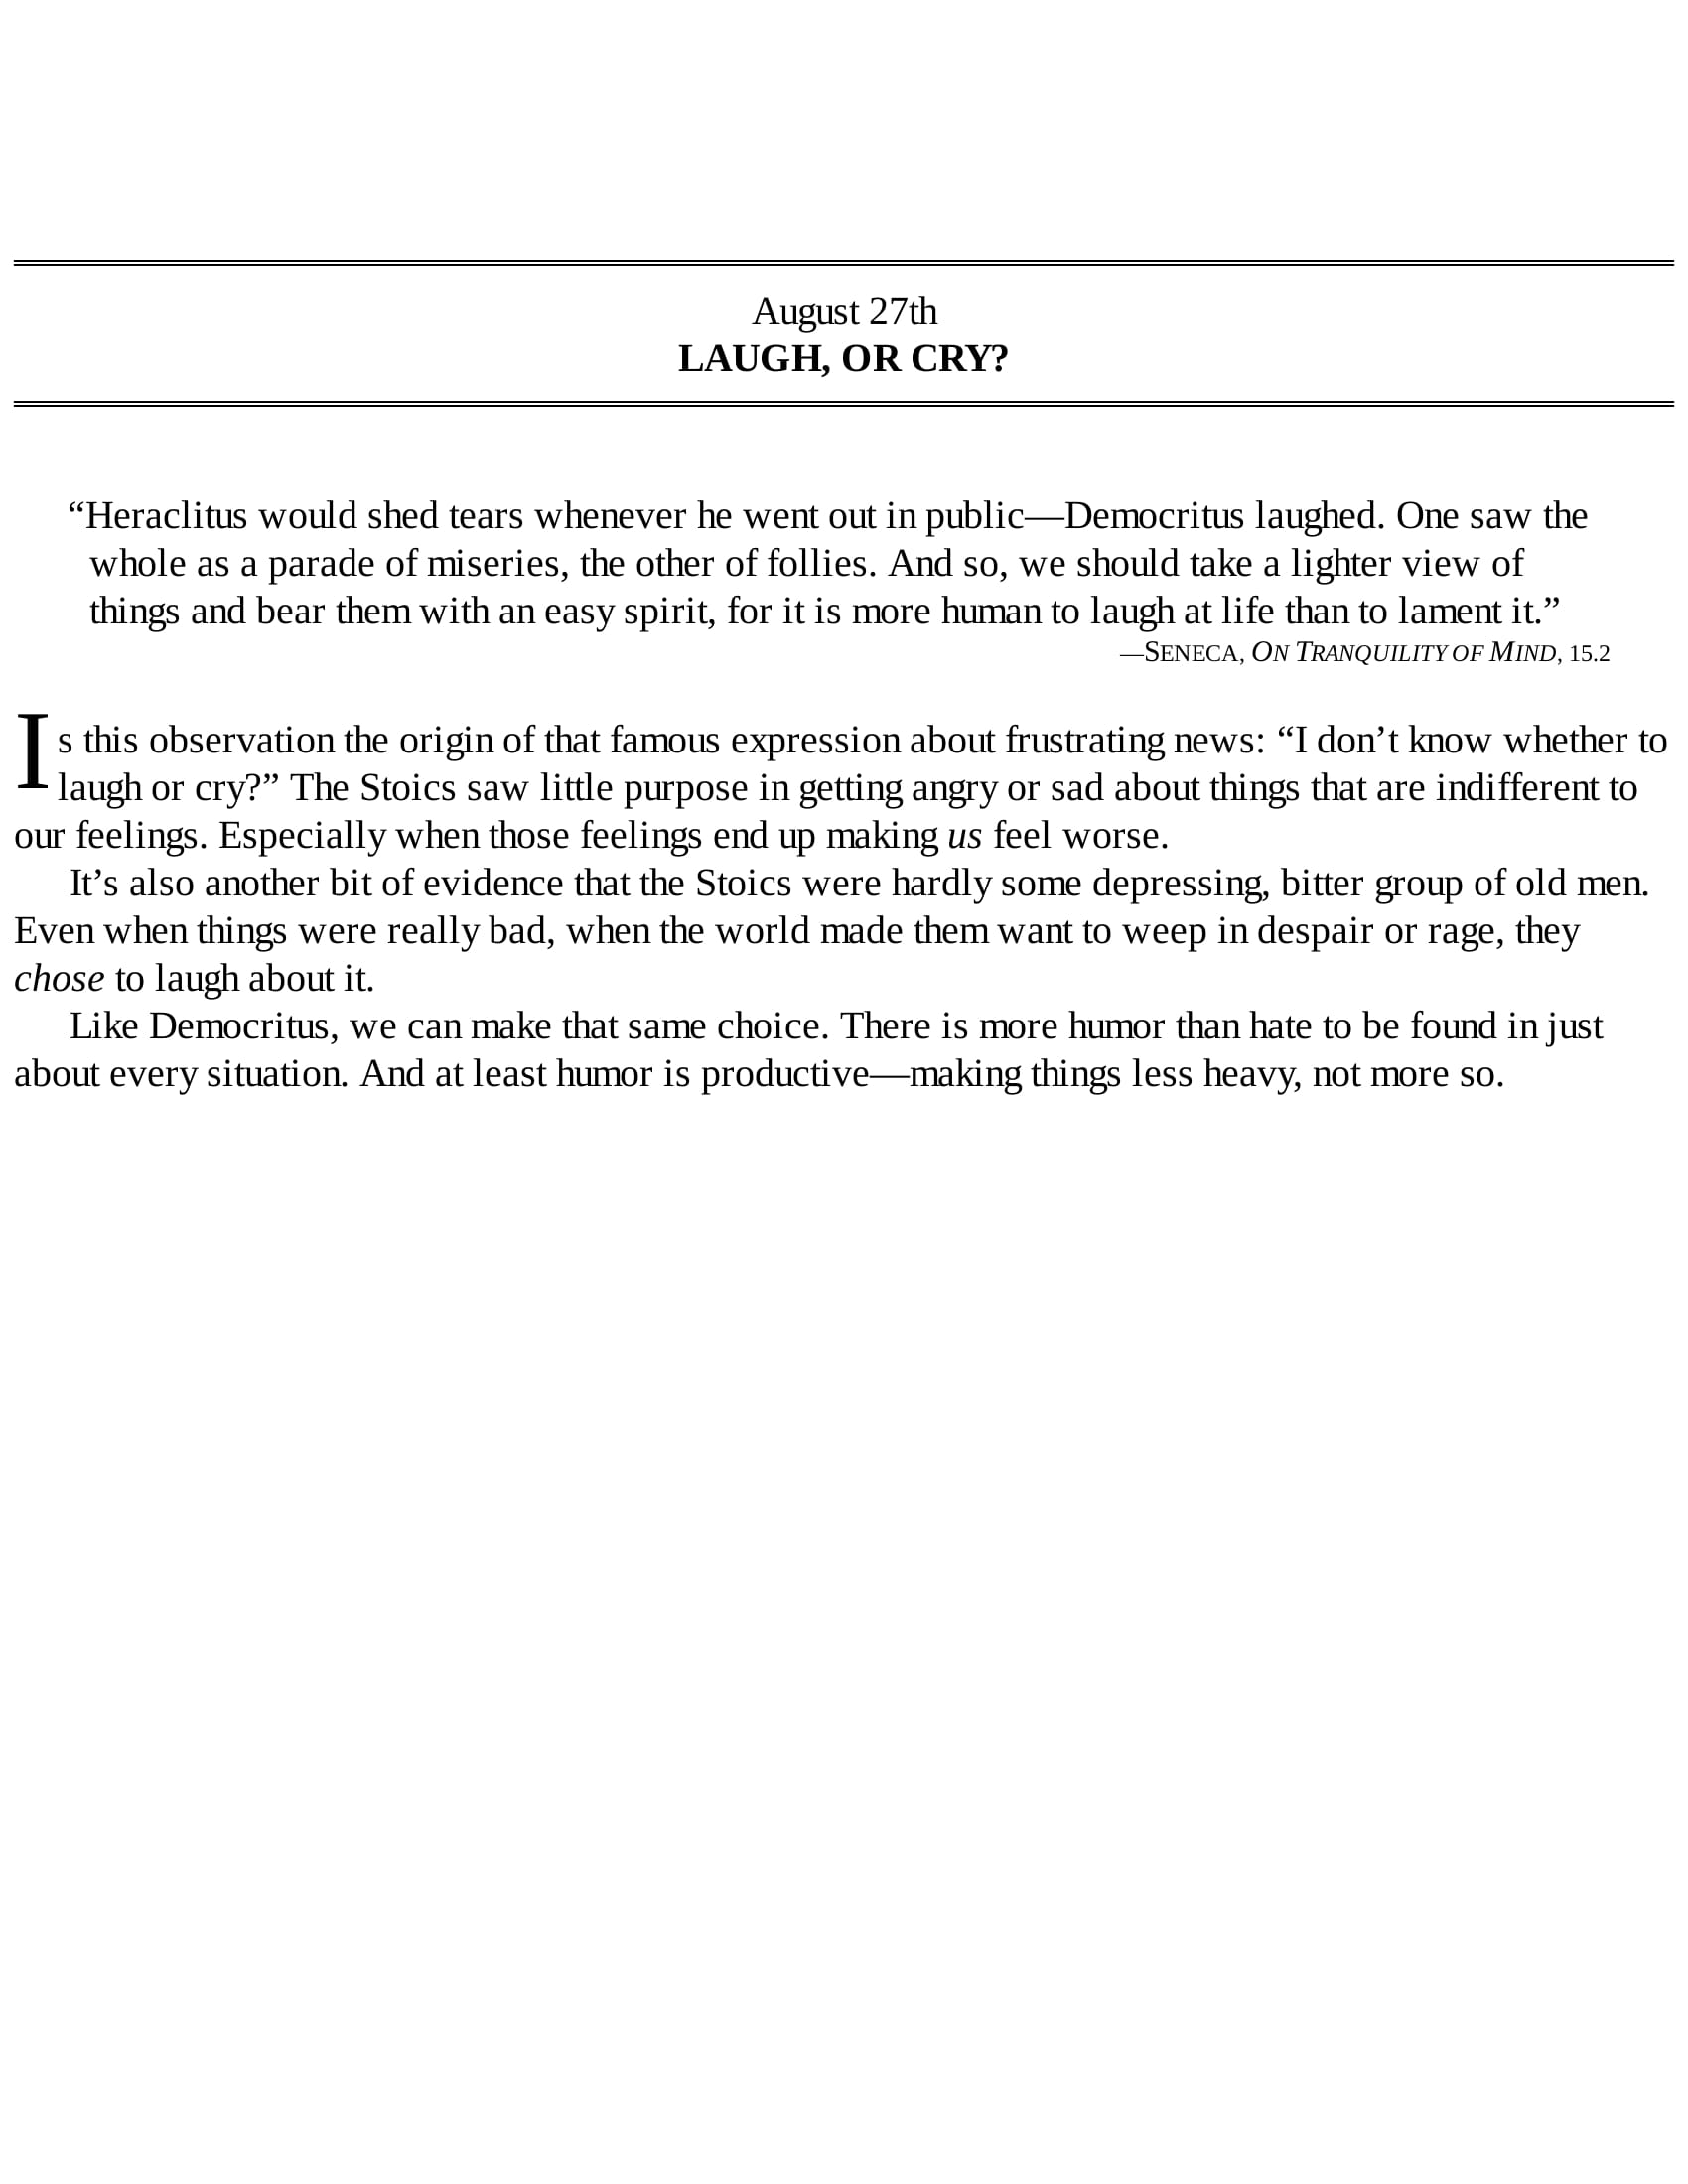 August 27th
LAUGH, OR CRY?
“Heraclitus would shed tears whenever he went out in public—Democritus laughed. One saw the
whole as a parade of miseries, the other of follies. And so, we should take a lighter view of
things and bear them with an easy spirit, for it is more human to laugh at life than to lament it.”
—SENECA, ON TRANQUILITY OF MIND, 15.2
Is this observation the origin of that famous expression about frustrating news: “I don’t know whether to
laugh or cry?” The Stoics saw little purpose in getting angry or sad about things that are indifferent to
our feelings. Especially when those feelings end up making us feel worse.
It’s also another bit of evidence that the Stoics were hardly some depressing, bitter group of old men.
Even when things were really bad, when the world made them want to weep in despair or rage, they
chose to laugh about it.
Like Democritus, we can make that same choice. There is more humor than hate to be found in just
about every situation. And at least humor is productive—making things less heavy, not more so.